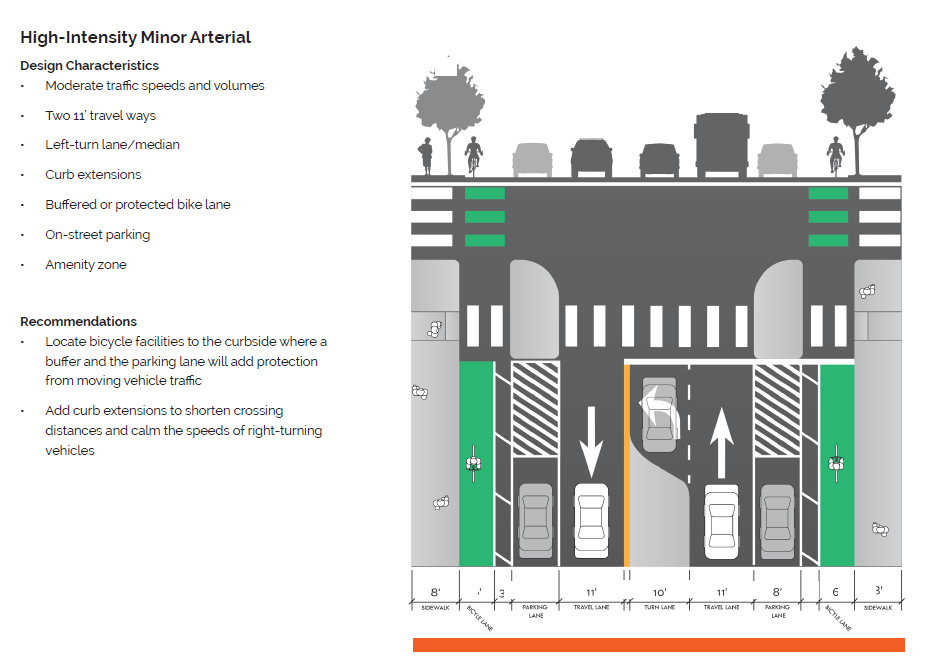 High-Intensity Minor Arterial
Design Characteristics
• Moderate traffic speeds and volumes
• Two 11' travel ways
• Left-turn lane/median
• Curb extensions
• Buffered or protected bike lane
• On-street parking
• Amenity zone
Recommendations
• Locate bicycle facilities to the curbside where a
buffer and the parking lane will add protection
from moving vehicle traffic
• Add curb extensions to shorten crossing
distances and calm the speeds of right-turning
vehicles
8' 3 11' 10' 11' 8' 6
SIDEWALK BICYCLE LANE PARKING LANE TRAVEL LANE TURN LANE TRAVEL LANE PARKING LANE BICYCLE LANE SIDEWALK